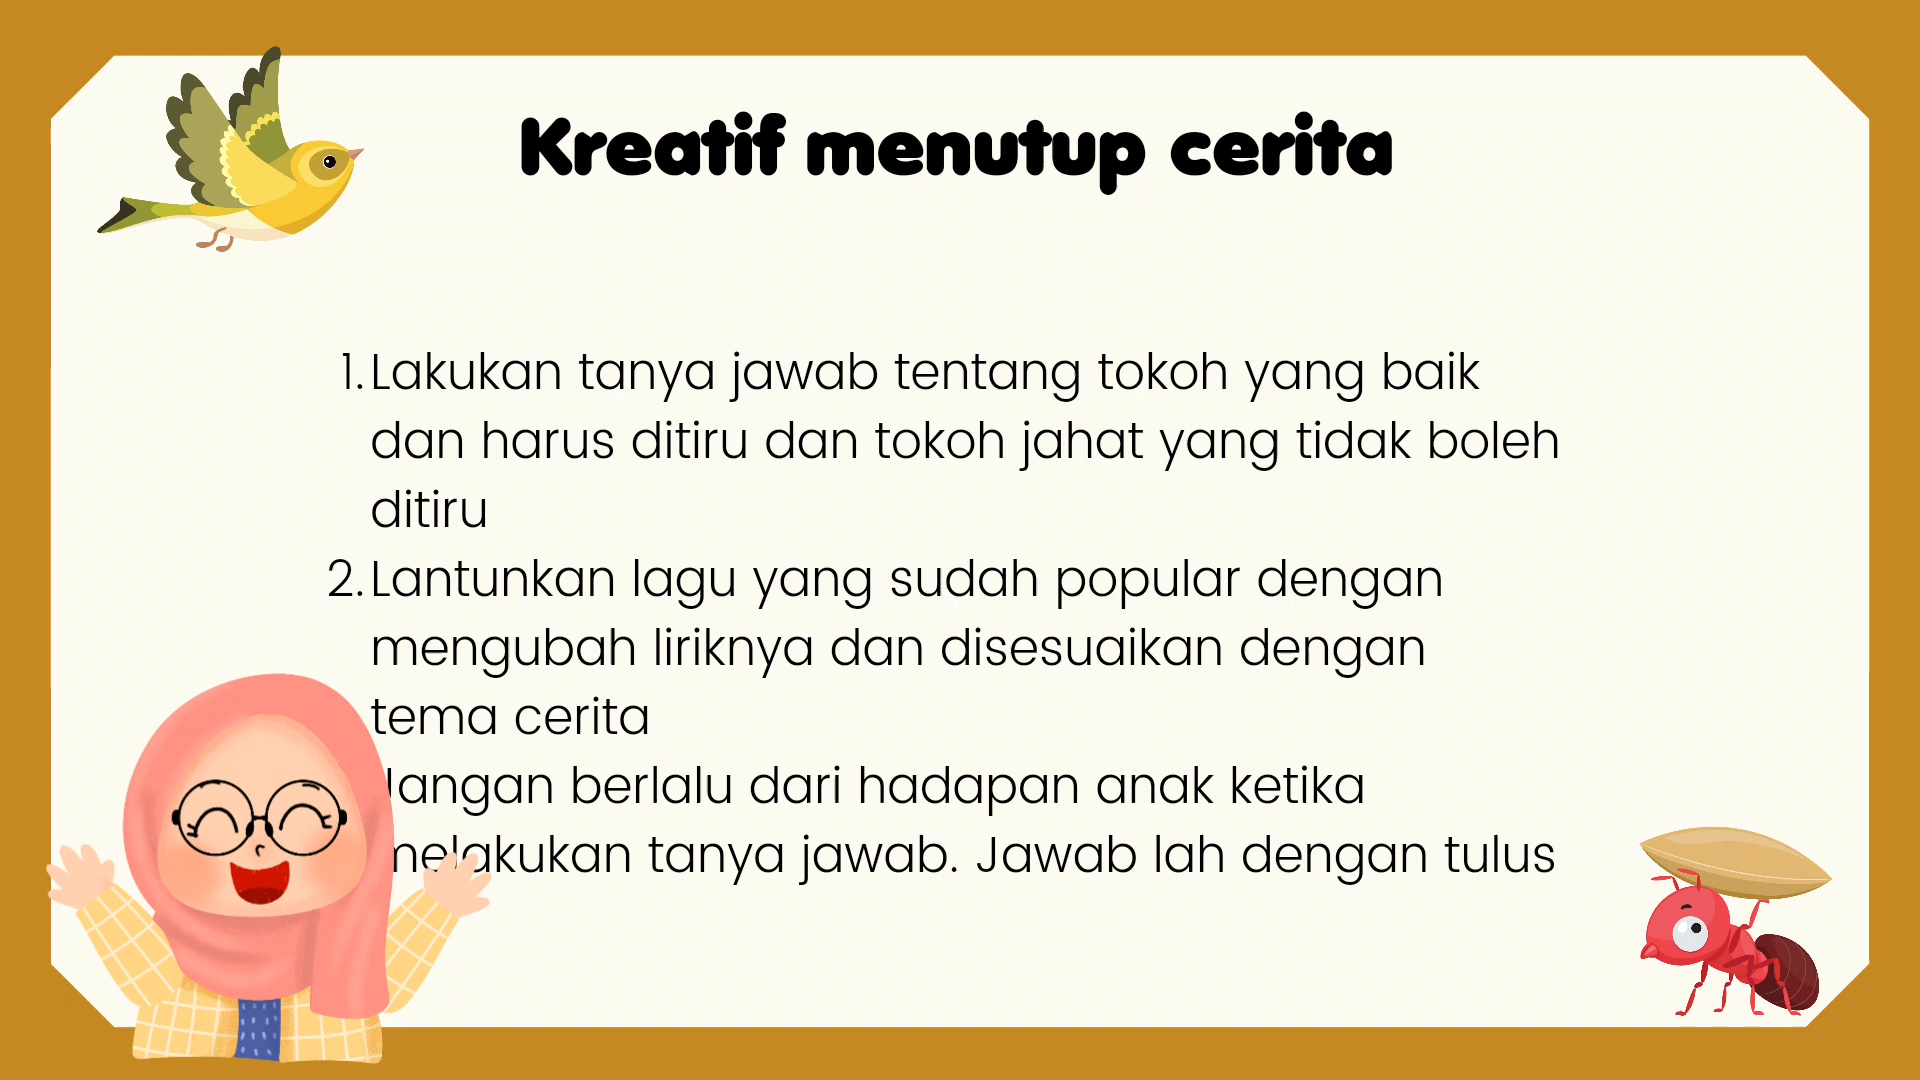 Kreatif menutup cerita
1. Lakukan tanya jawab tentang tokoh yang baik
dan harus ditiru dan tokoh jahat yang tidak boleh
ditiru
2. Lantunkan lagu yang sudah popular dengan
mengubah liriknya dan disesuaikan dengan
tema cerita
Jangan berlalu dari hadapan anak ketika
melakukan tanya jawab. Jawab lah dengan tulus